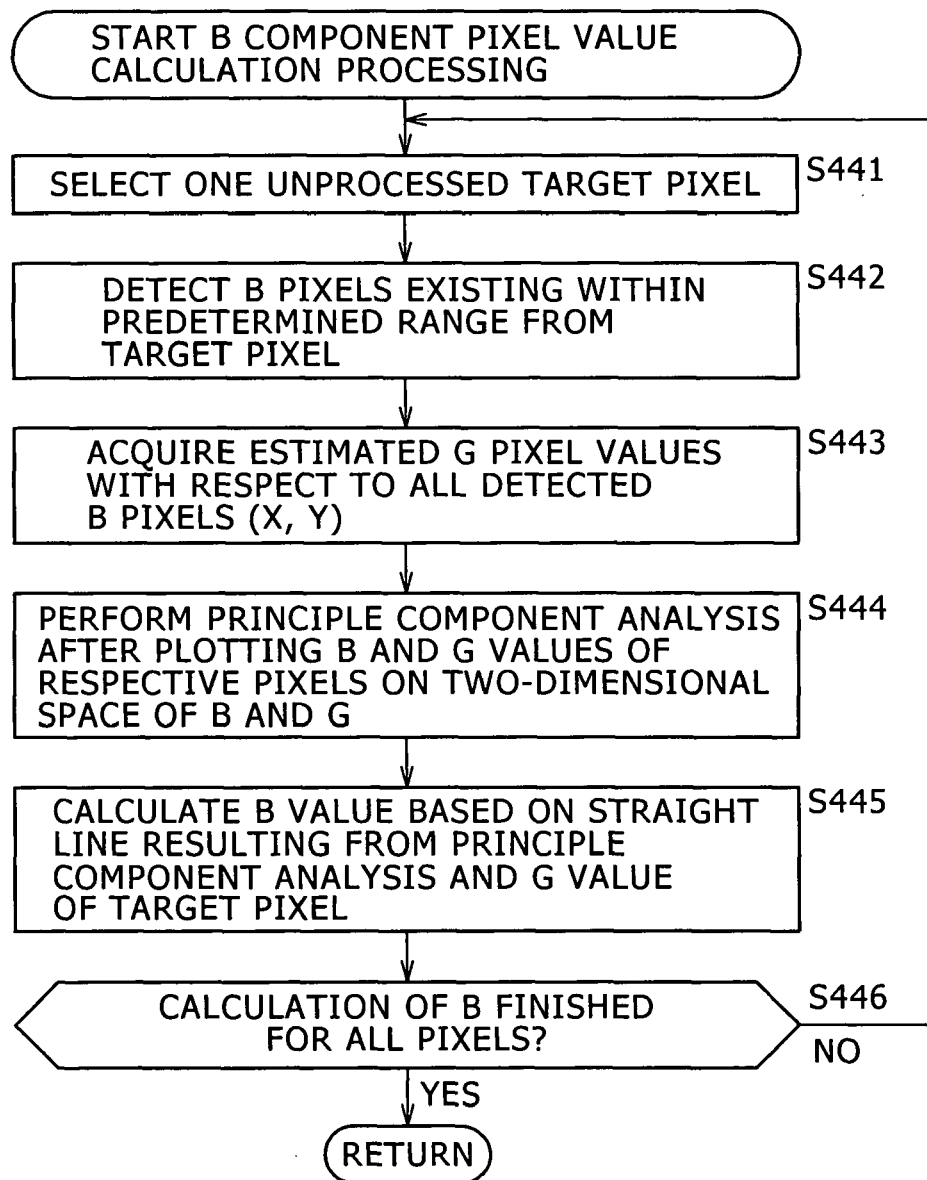 START B COMPONENT PIXEL VALUE
CALCULATION PROCESSING
SELECT ONE UNPROCESSED TARGET PIXEL
S441
DETECT B PIXELS EXISTING WITHIN
PREDETERMINED RANGE FROM
TARGET PIXEL
S442
ACQUIRE ESTIMATED G PIXEL VALUES
WITH RESPECT TO ALL DETECTED
B PIXELS (X, Y)
S443
PERFORM PRINCIPLE COMPONENT ANALYSIS
AFTER PLOTTING B AND G VALUES OF
RESPECTIVE PIXELS ON TWO-DIMENSIONAL
SPACE OF B AND G
S444
CALCULATE B VALUE BASED ON STRAIGHT
LINE RESULTING FROM PRINCIPLE
COMPONENT ANALYSIS AND G VALUE
OF TARGET PIXEL
S445
CALCULATION OF B FINISHED
FOR ALL PIXELS?
S446
NO
YES
RETURN